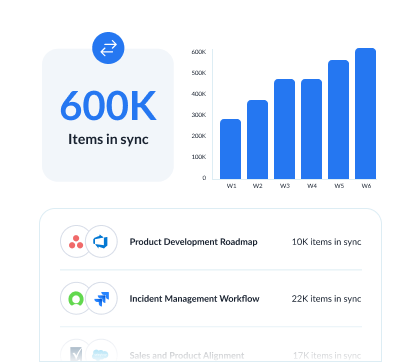 600K
Items in sync
600K
500K
400K
300K
200K
100K
0
W1 W2 W3 W4 W5 W6
Product Development Roadmap 10K items in sync
Incident Management Workflow 22K items in sync
Sales and Product Alignment 17K items in sync